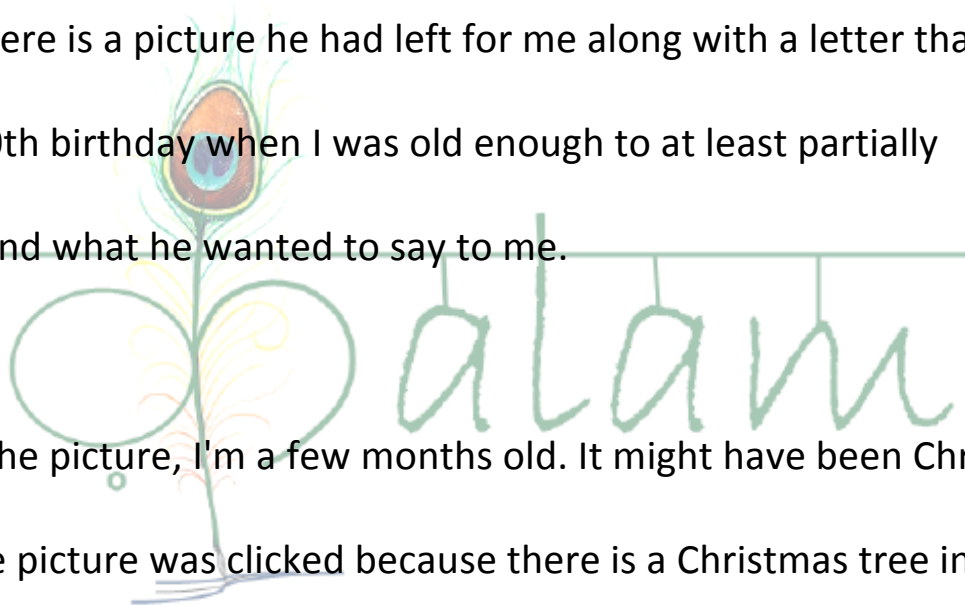 ere is a picture he had left for me along with a letter tha
th birthday when I was old enough to at least partially
nd what he wanted to say to me.
alam
he picture, I'm a few months old. It might have been Chr
e picture was clicked because there is a Christmas tree in